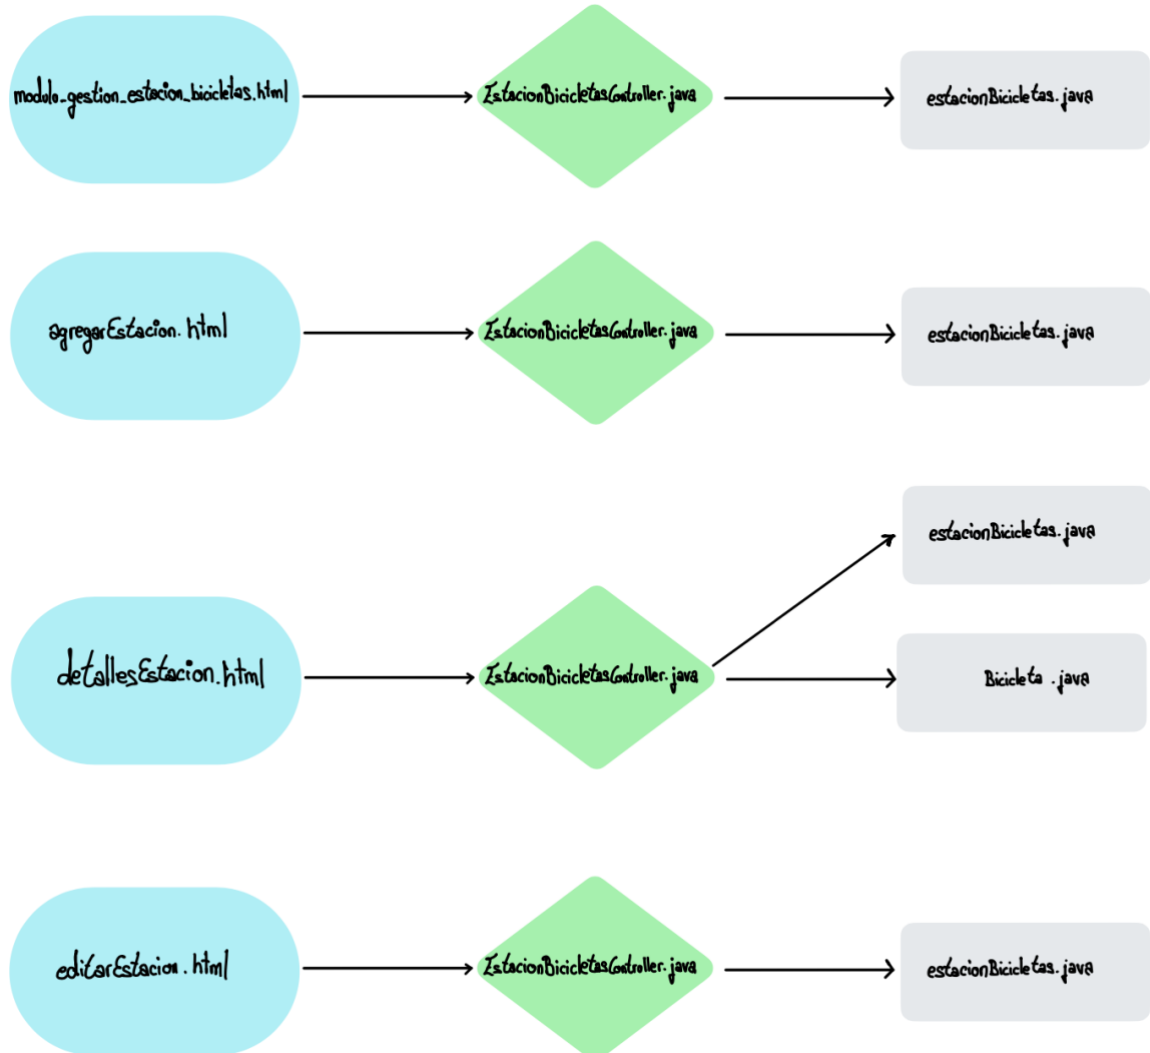 modulo_gestion_estacion_bicicletas.html
EstacionBicicletasController.java
estacionBicicletas.java
agregarEstacion.html
EstacionBicicletasController.java
estacionBicicletas.java
estacionBicicletas.java
detallesEstacion.html
EstacionBicicletasController.java
Bicicleta.java
editarEstacion.html
EstacionBicicletasController.java
estacionBicicletas.java